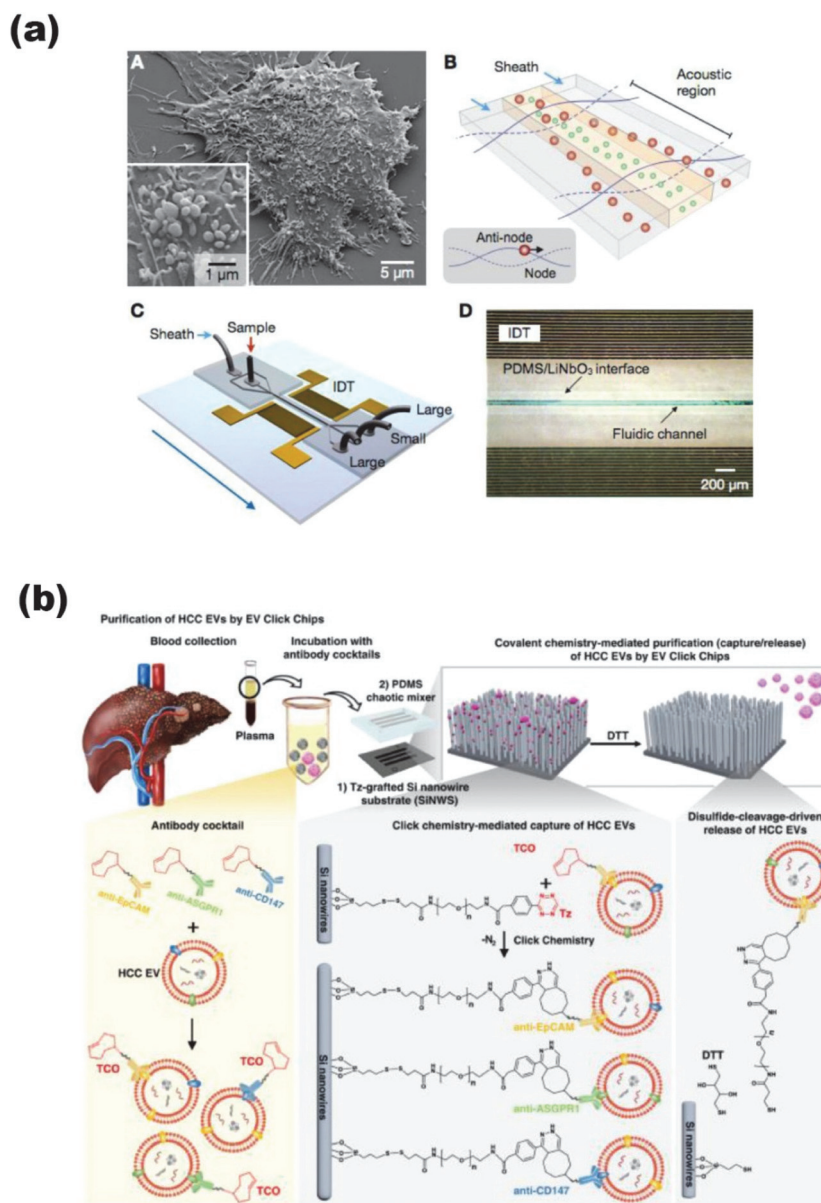 (a)
A
1 µm
5 µm
B
Sheath
Acoustic
region
Anti-node
Node
C
Sample
Sheath
IDT
Large
Small
Large
D
IDT
PDMS/LiNbO₃ interface
Fluidic channel
200 µm
(b)
Purification of HCC EVs by EV Click Chips
Blood collection
Plasma
Incubation with
antibody cocktails
2) PDMS
chaotic mixer
1) Tz-grafted Si nanowire
substrate (SiNWS)
Covalent chemistry-mediated purification (capture/release)
of HCC EVs by EV Click Chips
DTT
Antibody cocktail
anti-EpCAM
anti-ASGPR1
anti-CD147
+
HCC EV
TCO
TCO
TCO
Click chemistry-mediated capture of HCC EVs
Si nanowires
TCO
+
Tz
-N₂
Click Chemistry
Si nanowires
anti-EpCAM
anti-ASGPR1
anti-CD147
Disulfide-cleavage-driven
release of HCC EVs
DTT
Si nanowires